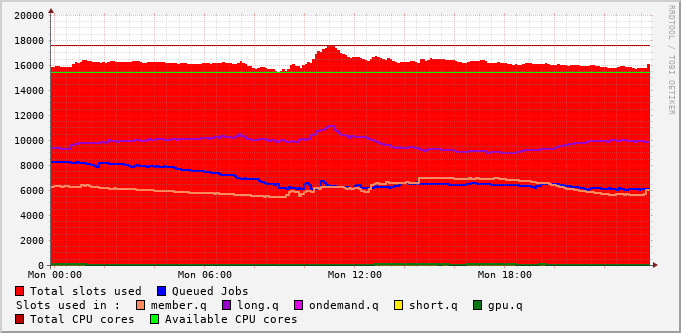 20000
18000
16000
14000
12000
10000
8000
6000
4000
2000
0
Mon 00:00 Mon 06:00 Mon 12:00 Mon 18:00
Total slots used Queued Jobs
Slots used in : member.q long.q ondemand.q short.q gpu.q
Total CPU cores Available CPU cores
RRDTOOL / TOBI OETIKER